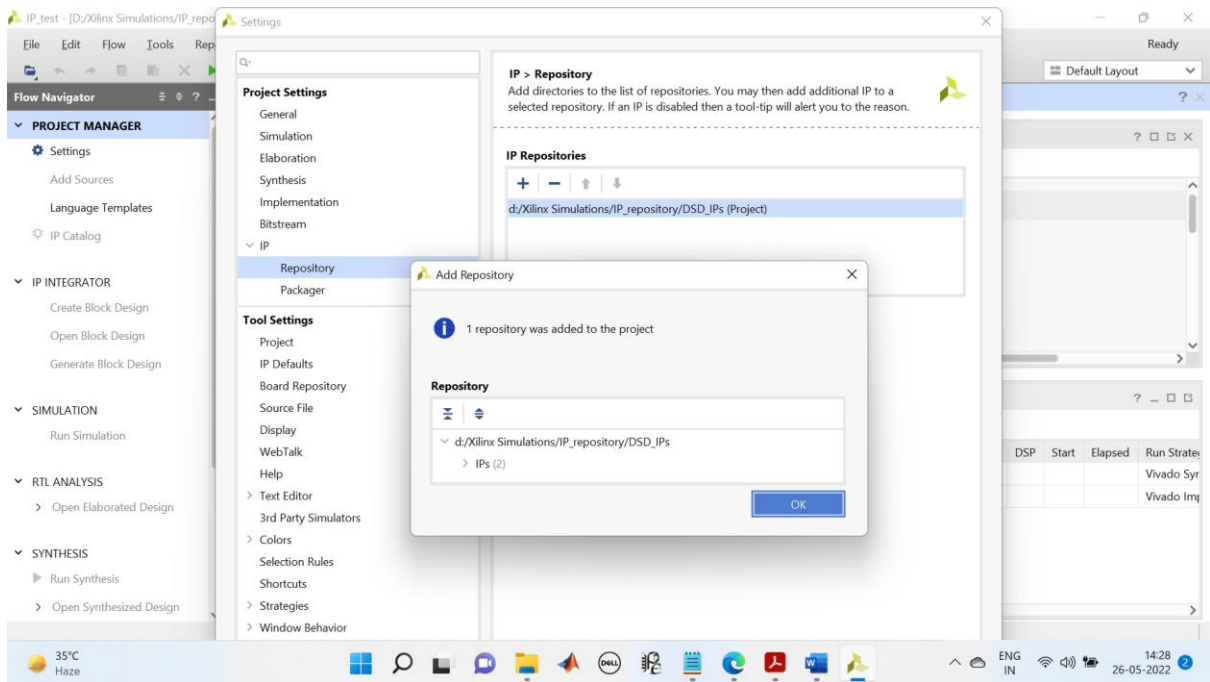 IP_test - [D:/Xilinx Simulations/IP_repo
File Edit Flow Tools Rep
Ready
Default Layout
Flow Navigator
PROJECT MANAGER
Settings
Add Sources
Language Templates
IP Catalog
IP INTEGRATOR
Create Block Design
Open Block Design
Generate Block Design
SIMULATION
Run Simulation
RTL ANALYSIS
Open Elaborated Design
SYNTHESIS
Run Synthesis
Open Synthesized Design
Settings
Project Settings
General
Simulation
Elaboration
Synthesis
Implementation
Bitstream
IP
Repository
Packager
Tool Settings
Project
IP Defaults
Board Repository
Source File
Display
WebTalk
Help
Text Editor
3rd Party Simulators
Colors
Selection Rules
Shortcuts
Strategies
Window Behavior
IP > Repository
Add directories to the list of repositories. You may then add additional IP to a
selected repository. If an IP is disabled then a tool-tip will alert you to the reason.
IP Repositories
d:/Xilinx Simulations/IP_repository/DSD_IPs (Project)
Add Repository
1 repository was added to the project
Repository
d:/Xilinx Simulations/IP_repository/DSD_IPs
IPs (2)
OK
DSP Start Elapsed Run Strate
Vivado Syr
Vivado Imp
35°C
Haze
DELL
ENG
IN
14:28
26-05-2022
2